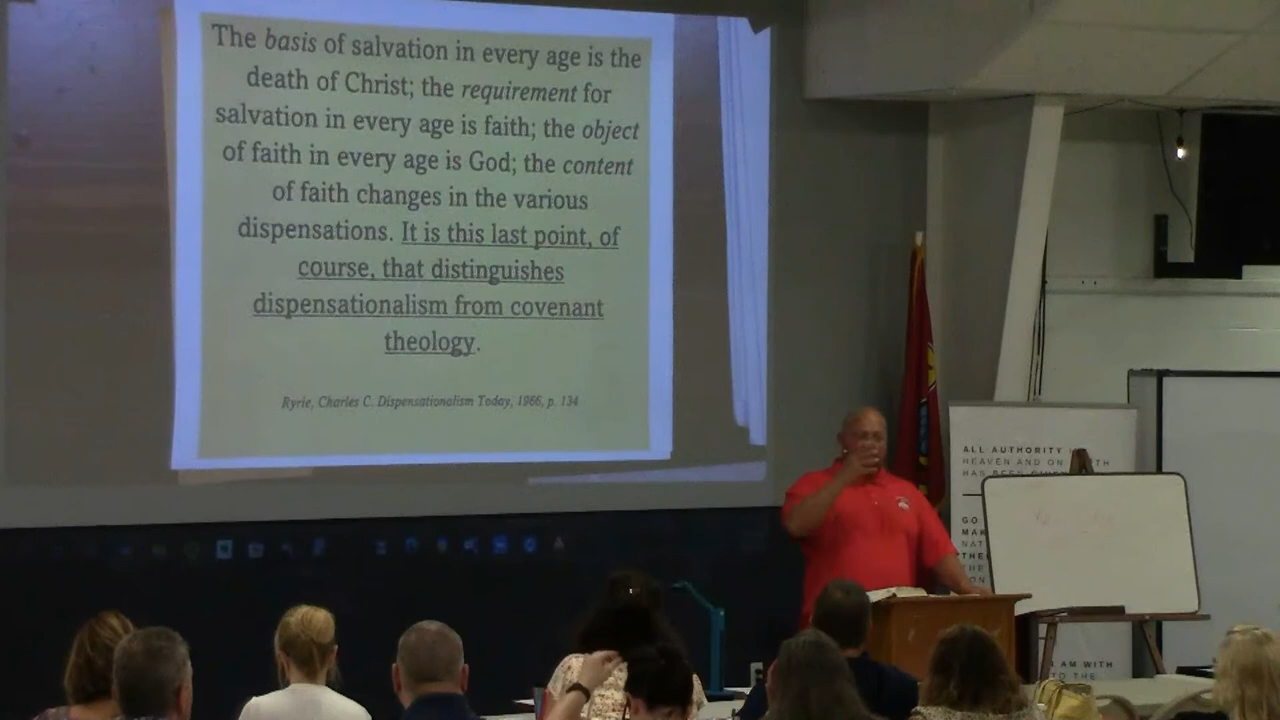 The basis of salvation in every age is the
death of Christ; the requirement for
salvation in every age is faith; the object
of faith in every age is God; the content
of faith changes in the various
dispensations. It is this last point, of
course, that distinguishes
dispensationalism from covenant
theology.
Ryrie, Charles C. Dispensationalism Today, 1966, p. 134
ALL AUTHORITY
HEAVEN AND ON
HAS BEEN
GO